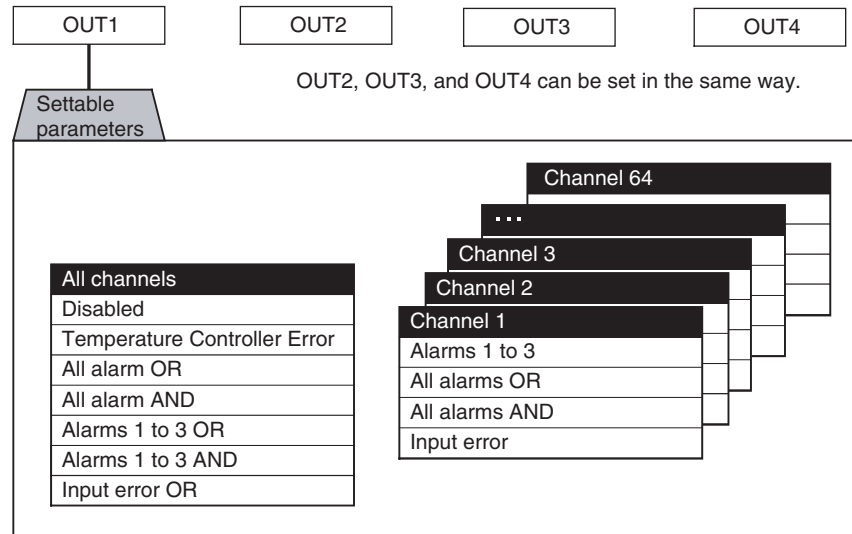 OUT1
OUT2
OUT3
OUT4
OUT2, OUT3, and OUT4 can be set in the same way.
Settable
parameters
All channels
Disabled
Temperature Controller Error
All alarm OR
All alarm AND
Alarms 1 to 3 OR
Alarms 1 to 3 AND
Input error OR
Channel 64
...
Channel 3
Channel 2
Channel 1
Alarms 1 to 3
All alarms OR
All alarms AND
Input error